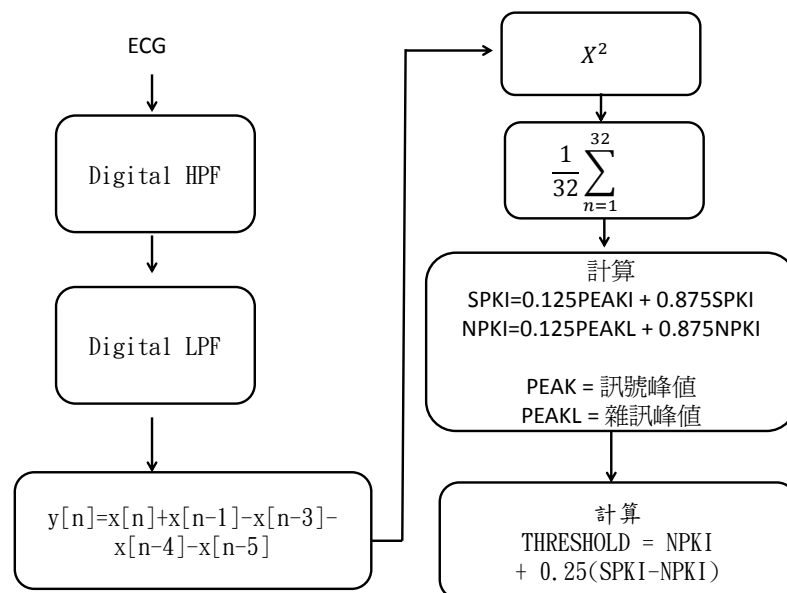 ECG
Digital HPF
Digital LPF
y[n]=x[n]+x[n-1]-x[n-3]-
x[n-4]-x[n-5]
X²
1/32 ∑ n=1 32
計算
SPKI=0.125PEAKI + 0.875SPKI
NPKI=0.125PEAKL + 0.875NPKI
PEAK = 訊號峰值
PEAKL = 雜訊峰值
計算
THRESHOLD = NPKI
+ 0.25(SPKI-NPKI)